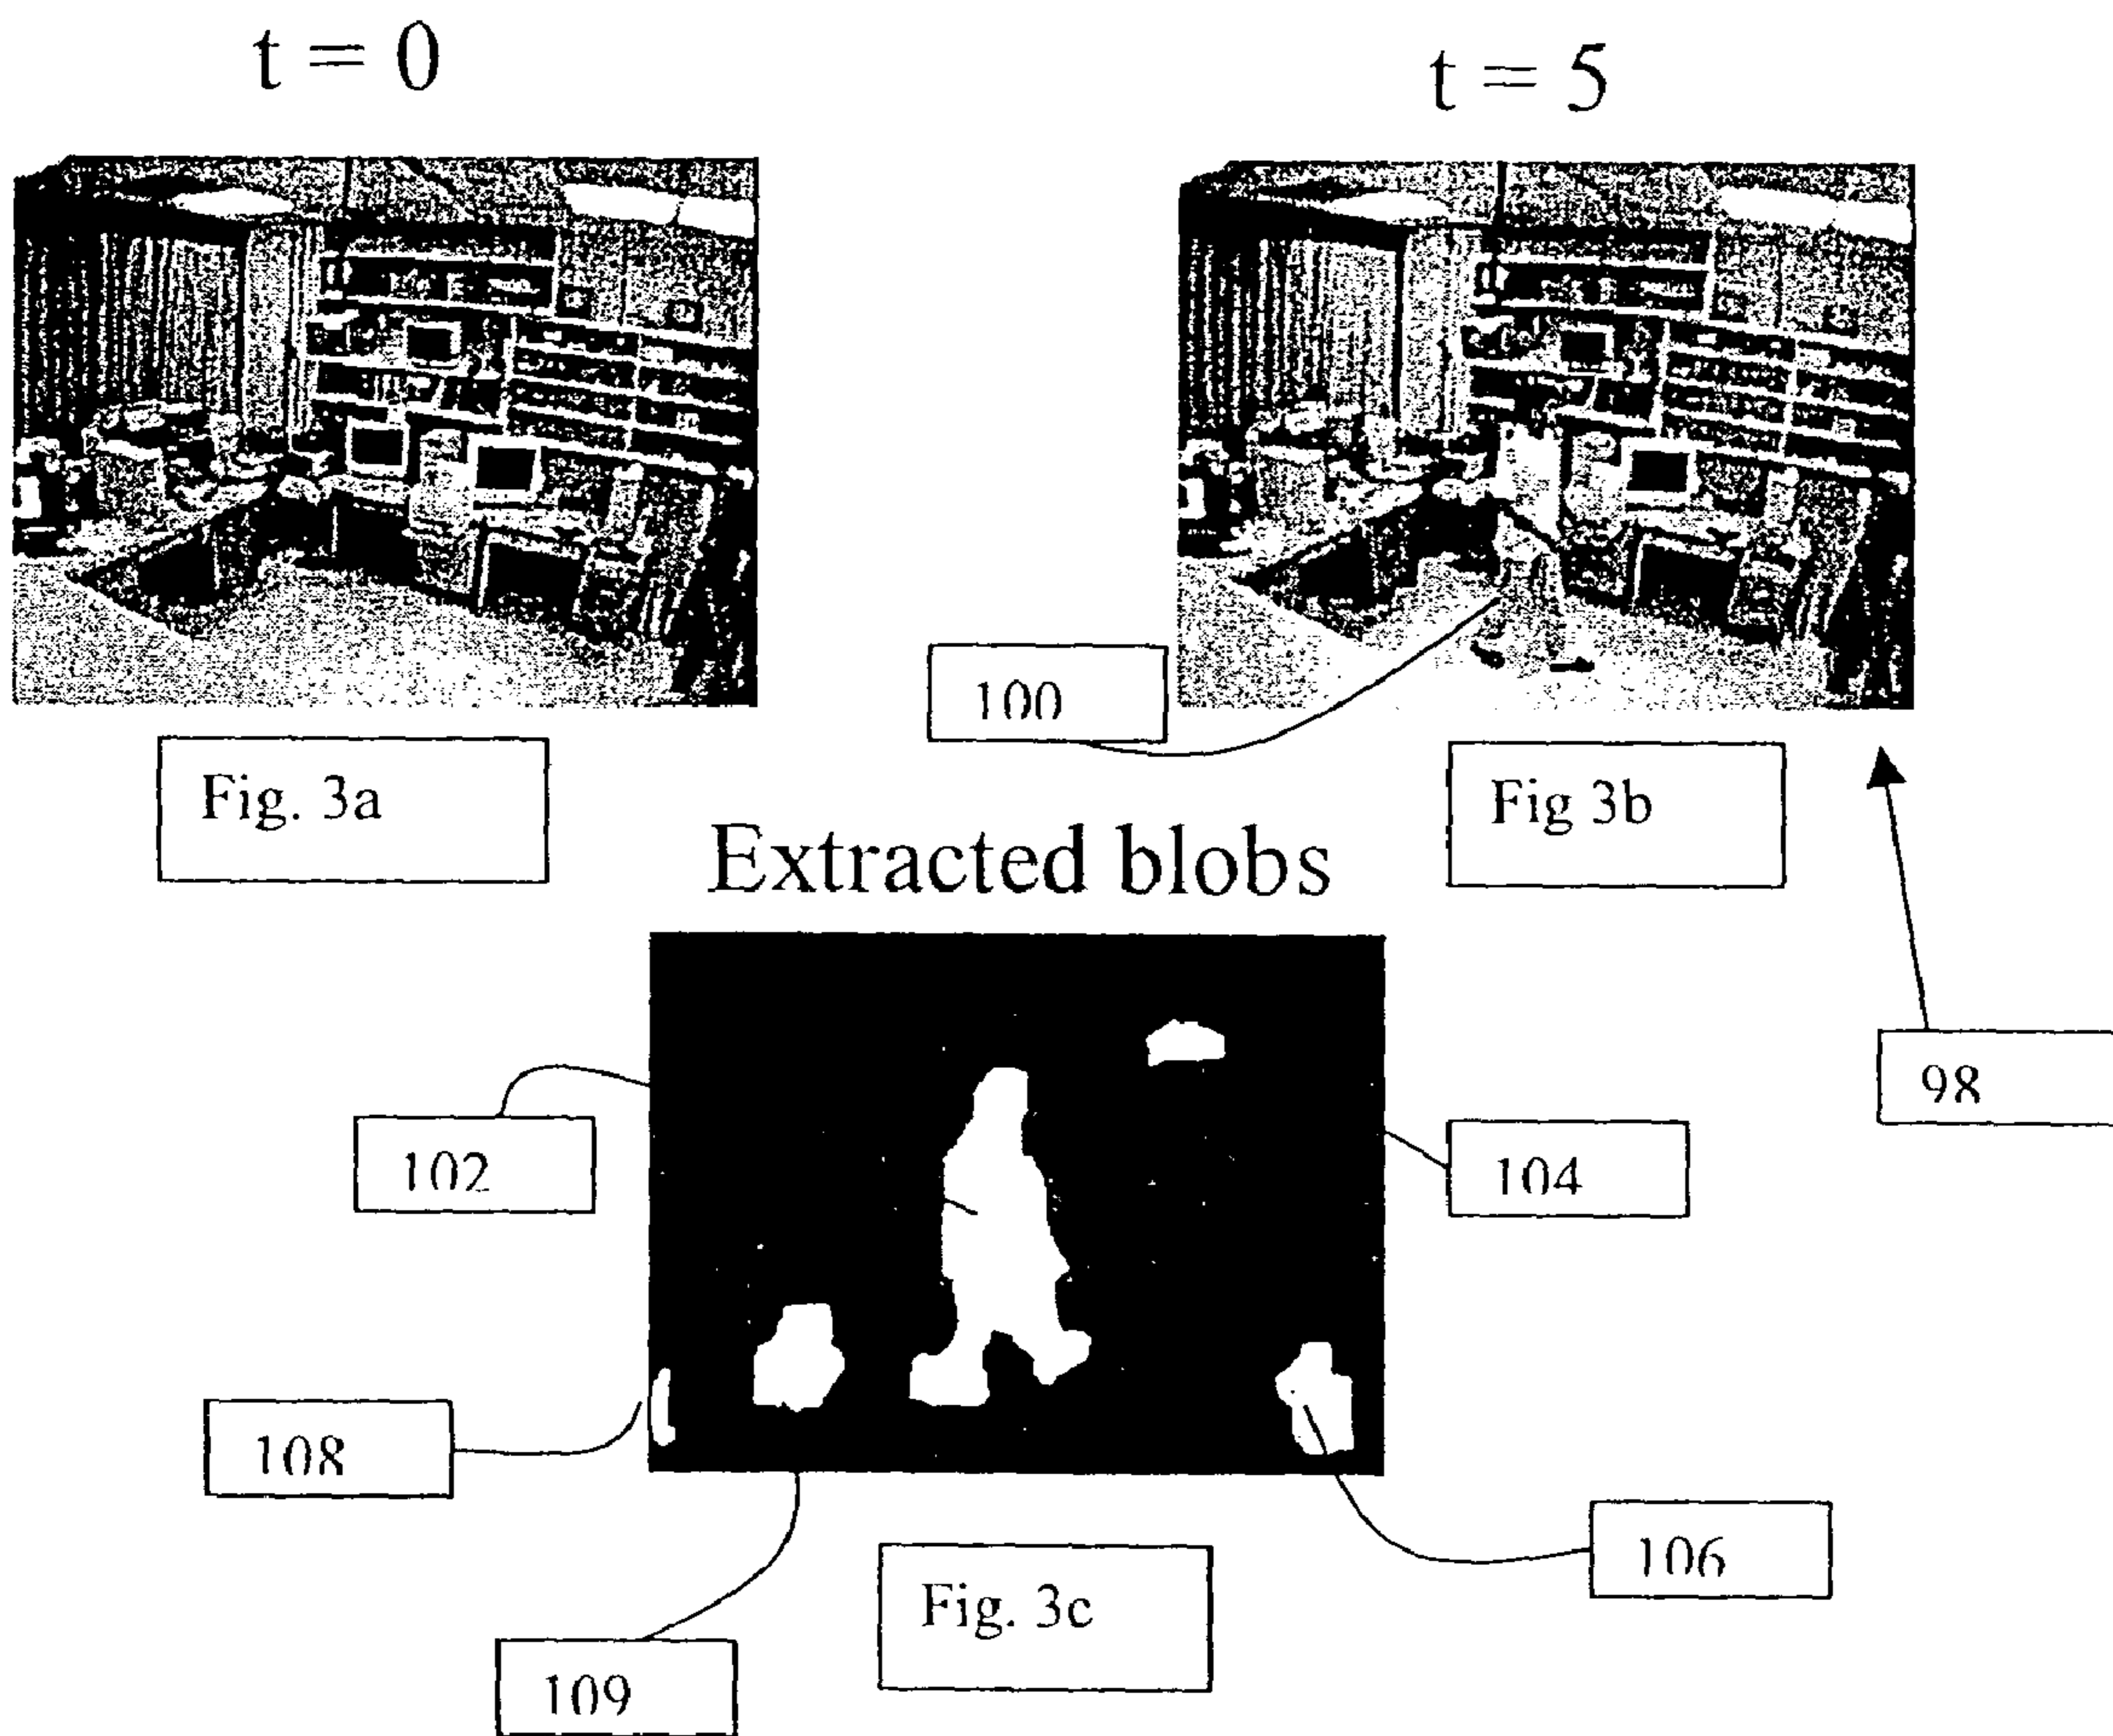 t = 0
t = 5
100
Fig. 3a
Fig 3b
Extracted blobs
98
102
104
108
106
Fig. 3c
109